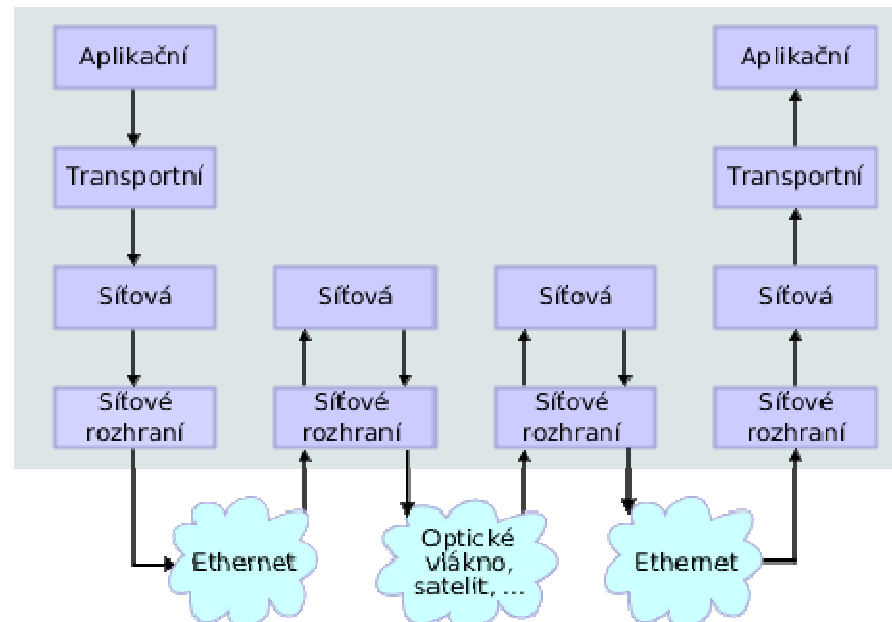 Aplikační
Aplikační
Transportní
Transportní
Síťová
Síťová
Síťová
Síťová
Síťové
rozhraní
Síťové
rozhraní
Síťové
rozhraní
Síťové
rozhraní
Ethernet
Optické
vlákno,
satelit, ...
Ethernet